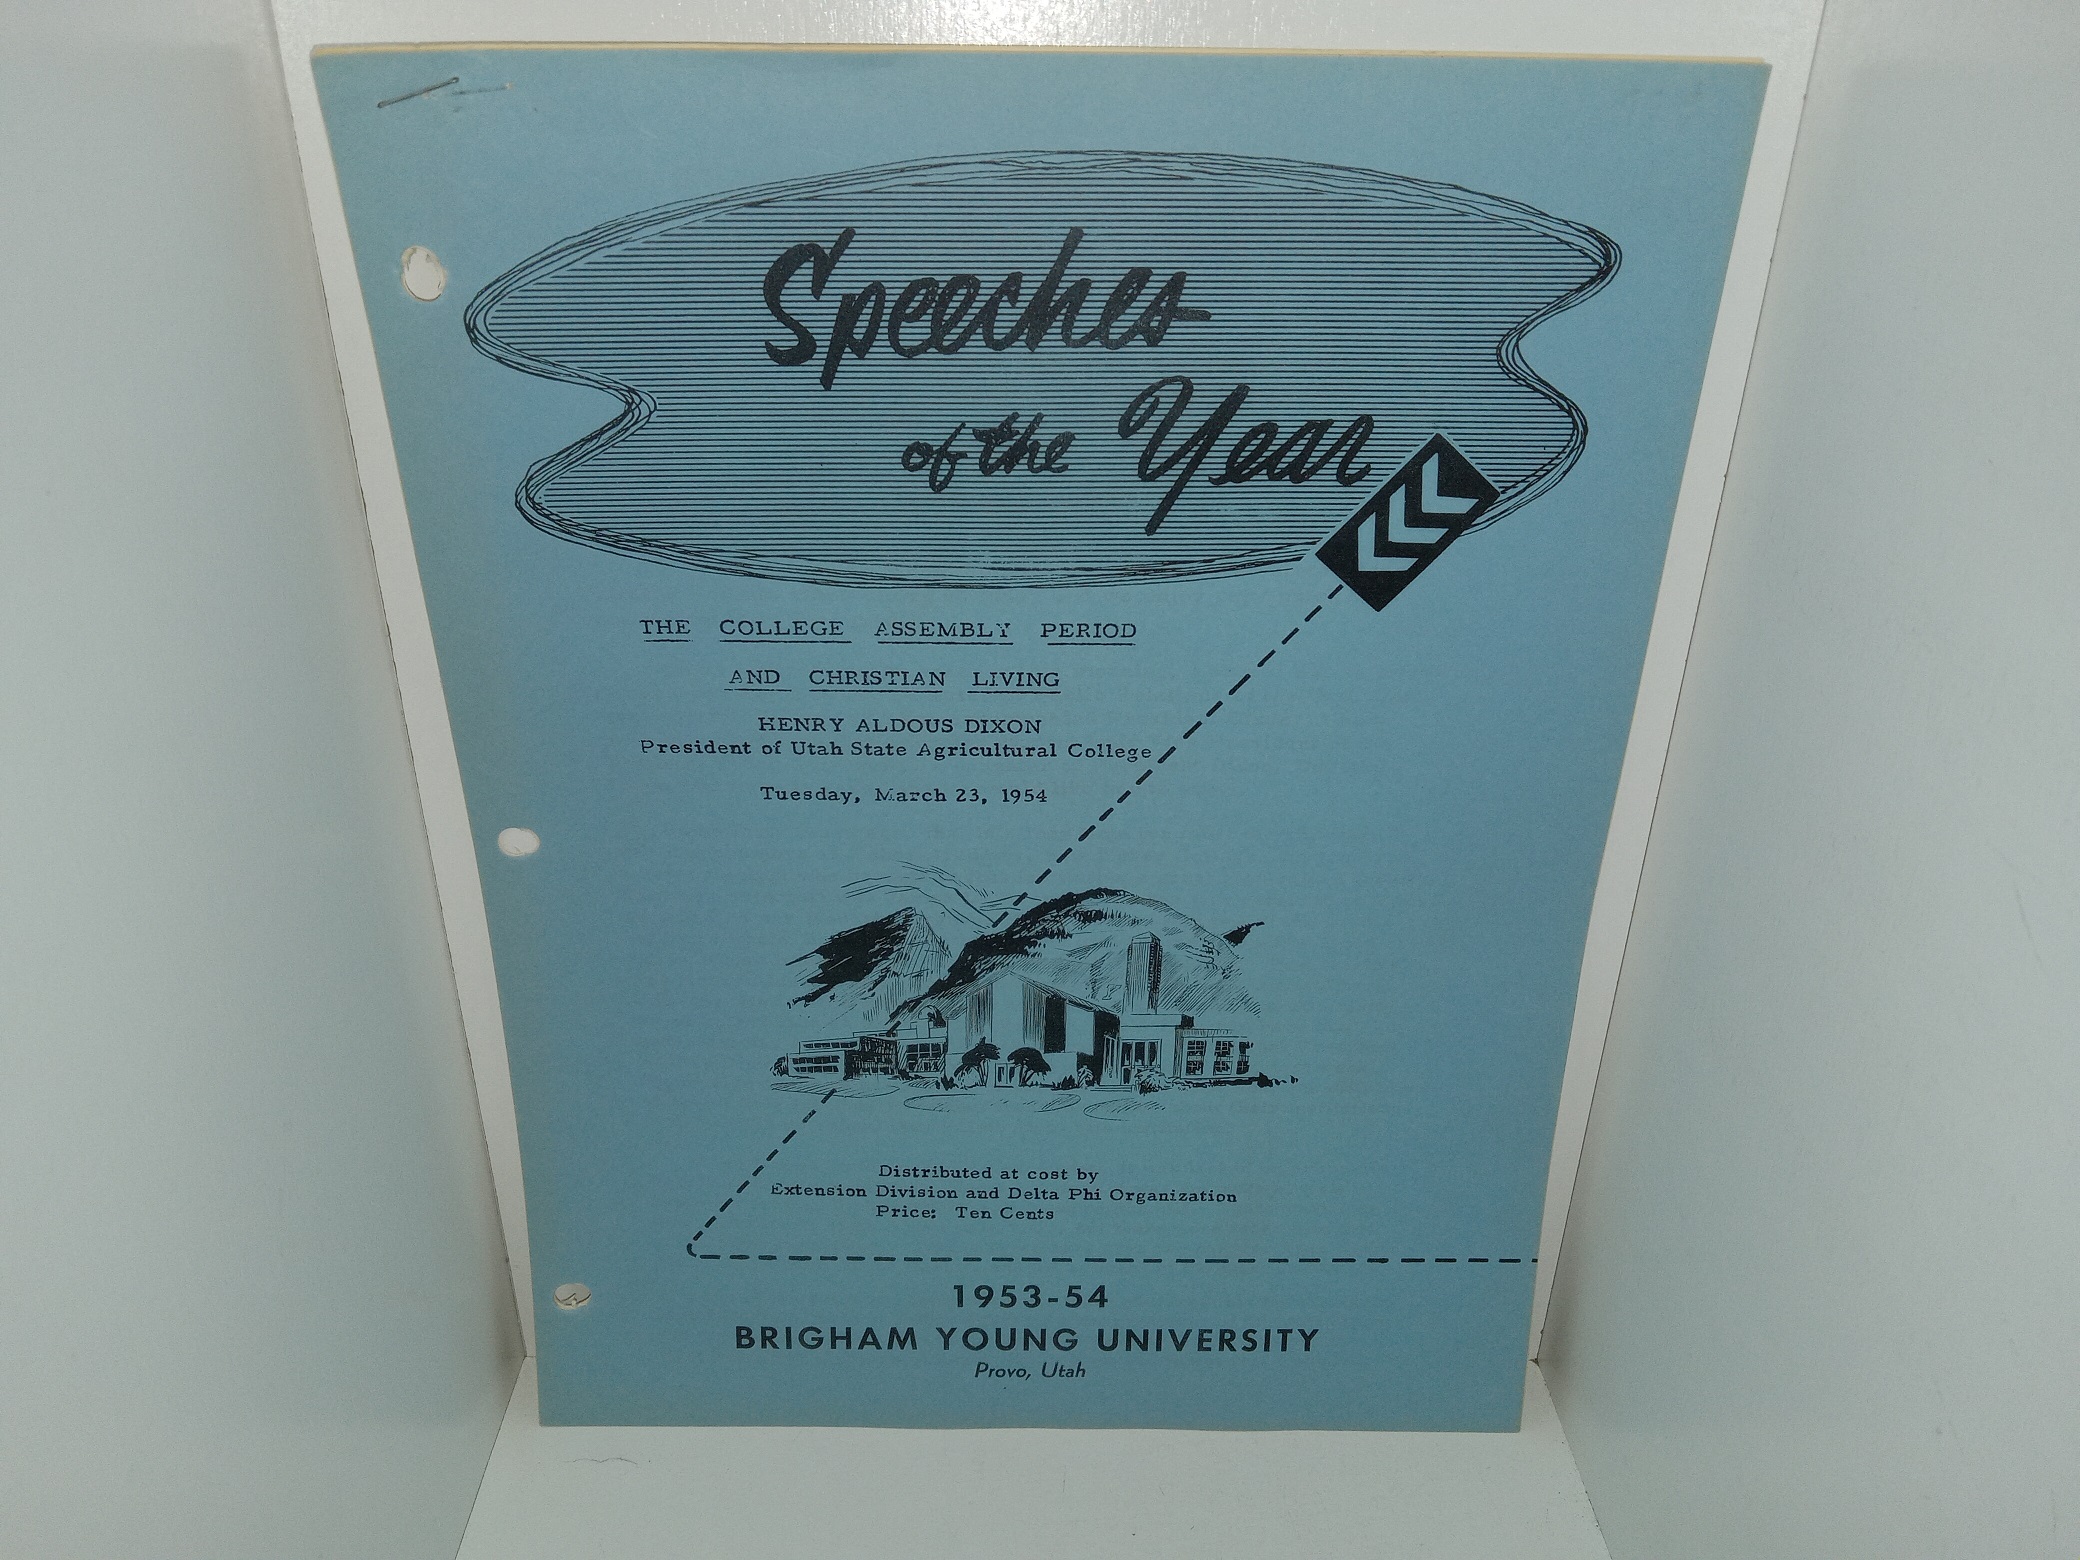 Speeches
of the Year
THE COLLEGE ASSEMBLY PERIOD
AND CHRISTIAN LIVING
HENRY ALDOUS DIXON
President of Utah State Agricultural College
Tuesday, March 23, 1954
Y
Distributed at cost by
Extension Division and Delta Phi Organization
Price: Ten Cents
1953-54
BRIGHAM YOUNG UNIVERSITY
Provo, Utah